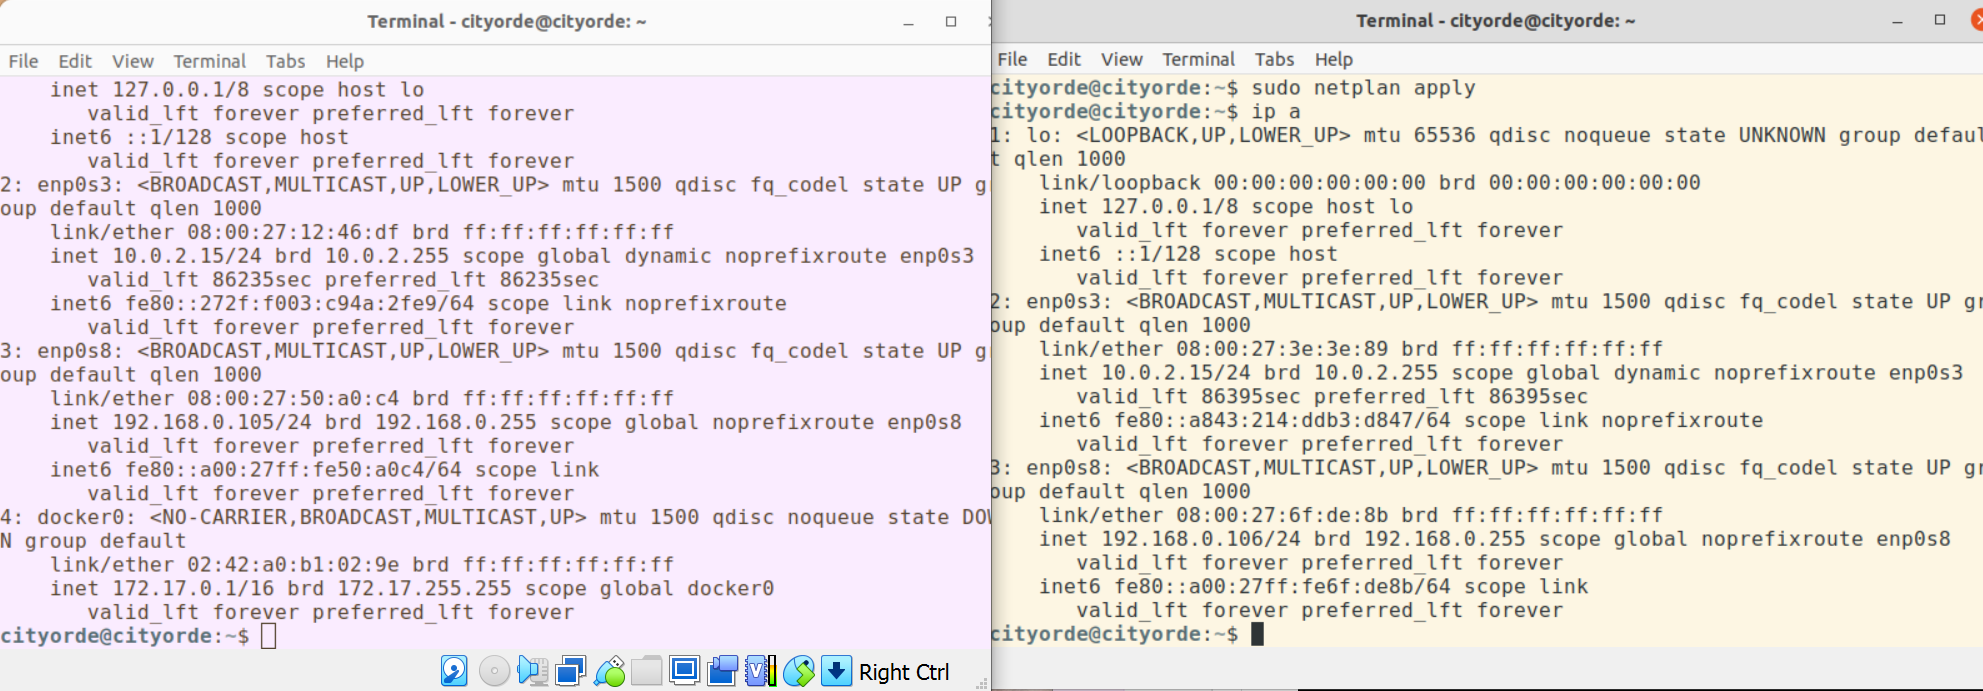 Terminal - cityorde@cityorde: ~
File Edit View Terminal Tabs Help
inet 127.0.0.1/8 scope host lo
valid_lft forever preferred_lft forever
inet6 ::1/128 scope host
valid_lft forever preferred_lft forever
2: enp0s3: <BROADCAST,MULTICAST,UP,LOWER_UP> mtu 1500 qdisc fq_codel state UP gr
oup default qlen 1000
link/ether 08:00:27:12:46:df brd ff:ff:ff:ff:ff:ff
inet 10.0.2.15/24 brd 10.0.2.255 scope global dynamic noprefixroute enp0s3
valid_lft 86235sec preferred_lft 86235sec
inet6 fe80::272f:f003:c94a:2fe9/64 scope link noprefixroute
valid_lft forever preferred_lft forever
3: enp0s8: <BROADCAST,MULTICAST,UP,LOWER_UP> mtu 1500 qdisc fq_codel state UP gr
oup default qlen 1000
link/ether 08:00:27:50:a0:c4 brd ff:ff:ff:ff:ff:ff
inet 192.168.0.105/24 brd 192.168.0.255 scope global noprefixroute enp0s8
valid_lft forever preferred_lft forever
inet6 fe80::a00:27ff:fe50:a0c4/64 scope link
valid_lft forever preferred_lft forever
4: docker0: <NO-CARRIER,BROADCAST,MULTICAST,UP> mtu 1500 qdisc noqueue state DOW
N group default
link/ether 02:42:a0:b1:02:9e brd ff:ff:ff:ff:ff:ff
inet 172.17.0.1/16 brd 172.17.255.255 scope global docker0
valid_lft forever preferred_lft forever
cityorde@cityorde:~$
Right Ctrl
Terminal - cityorde@cityorde: ~
File Edit View Terminal Tabs Help
cityorde@cityorde:~$ sudo netplan apply
cityorde@cityorde:~$ ip a
1: lo: <LOOPBACK,UP,LOWER_UP> mtu 65536 qdisc noqueue state UNKNOWN group defaul
t qlen 1000
link/loopback 00:00:00:00:00:00 brd 00:00:00:00:00:00
inet 127.0.0.1/8 scope host lo
valid_lft forever preferred_lft forever
inet6 ::1/128 scope host
valid_lft forever preferred_lft forever
2: enp0s3: <BROADCAST,MULTICAST,UP,LOWER_UP> mtu 1500 qdisc fq_codel state UP gr
oup default qlen 1000
link/ether 08:00:27:3e:3e:89 brd ff:ff:ff:ff:ff:ff
inet 10.0.2.15/24 brd 10.0.2.255 scope global dynamic noprefixroute enp0s3
valid_lft 86395sec preferred_lft 86395sec
inet6 fe80::a843:214:ddb3:d847/64 scope link noprefixroute
valid_lft forever preferred_lft forever
3: enp0s8: <BROADCAST,MULTICAST,UP,LOWER_UP> mtu 1500 qdisc fq_codel state UP gr
oup default qlen 1000
link/ether 08:00:27:6f:de:8b brd ff:ff:ff:ff:ff:ff
inet 192.168.0.106/24 brd 192.168.0.255 scope global noprefixroute enp0s8
valid_lft forever preferred_lft forever
inet6 fe80::a00:27ff:fe6f:de8b/64 scope link
valid_lft forever preferred_lft forever
cityorde@cityorde:~$